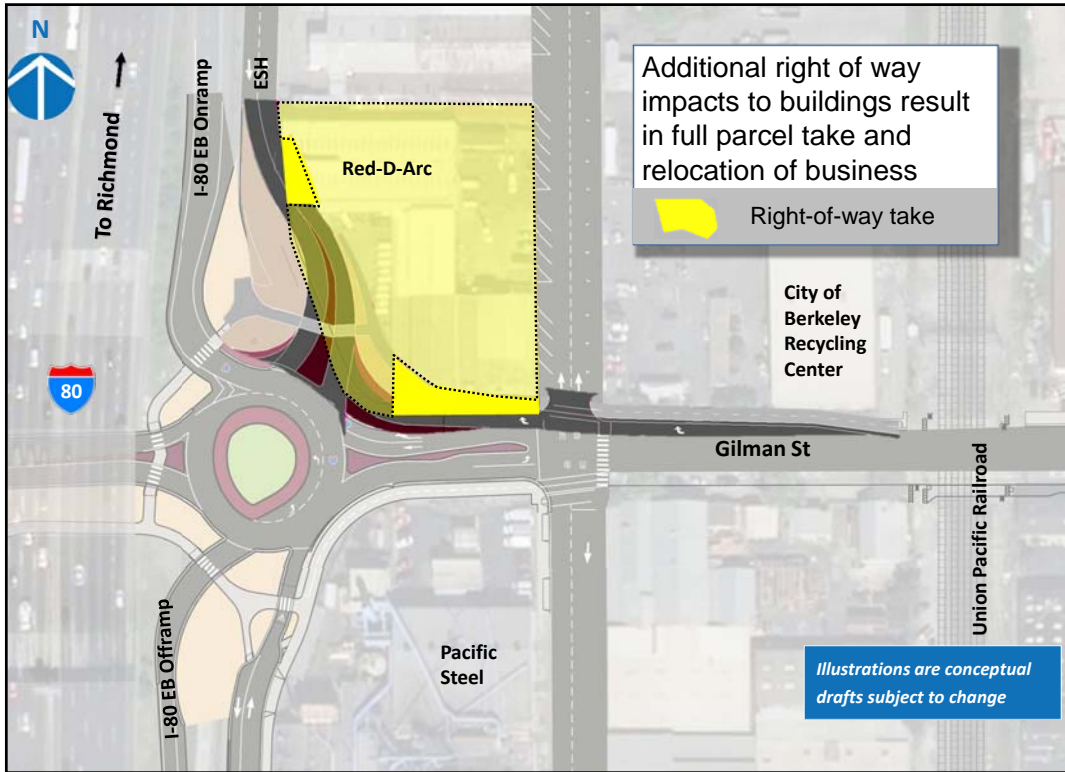 N
To Richmond
I-80 EB Onramp
ESH
Red-D-Arc
Additional right of way
impacts to buildings result
in full parcel take and
relocation of business
Right-of-way take
City of
Berkeley
Recycling
Center
80
Gilman St
Union Pacific Railroad
I-80 EB Offramp
Pacific
Steel
Illustrations are conceptual
drafts subject to change